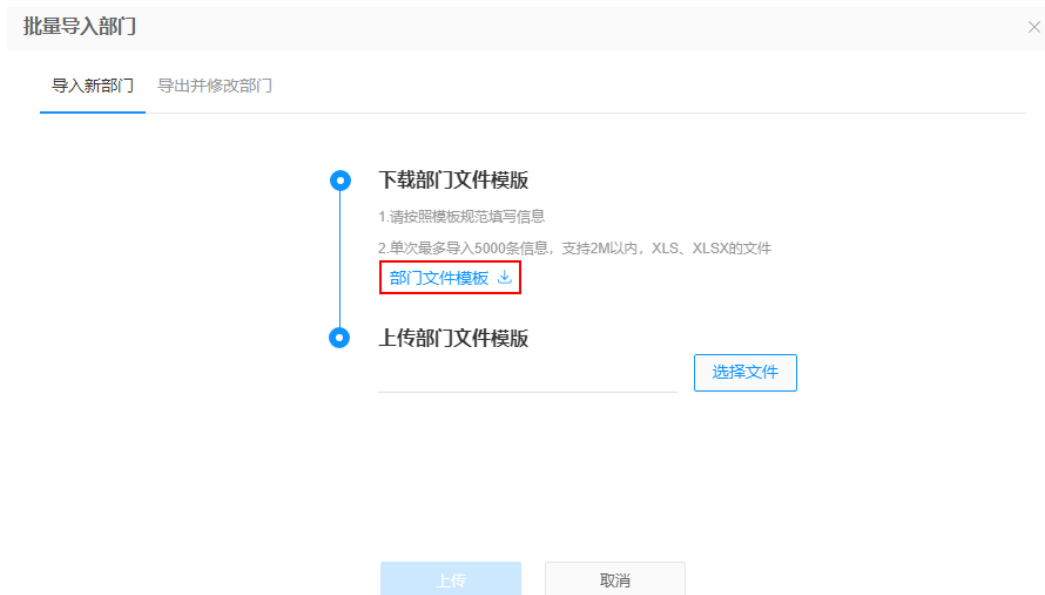 批量导入部门
导入新部门 导出并修改部门
下载部门文件模版
1.请按照模板规范填写信息
2.单次最多导入5000条信息，支持2M以内，XLS、XLSX的文件
部门文件模板
上传部门文件模版
选择文件
上传 取消